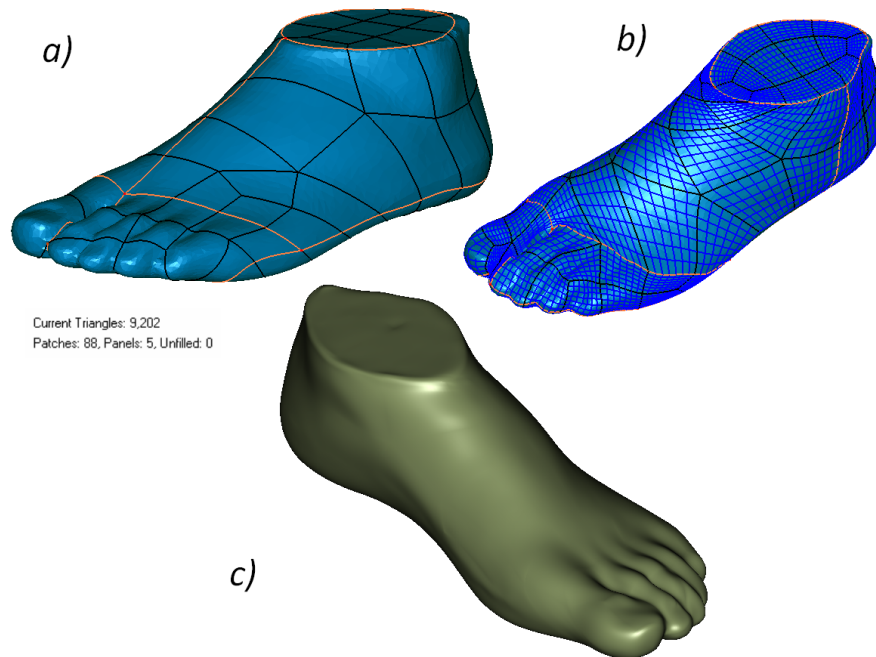 a)
b)
Current Triangles: 9,202
Patches: 88, Panels: 5, Unfilled: 0
c)